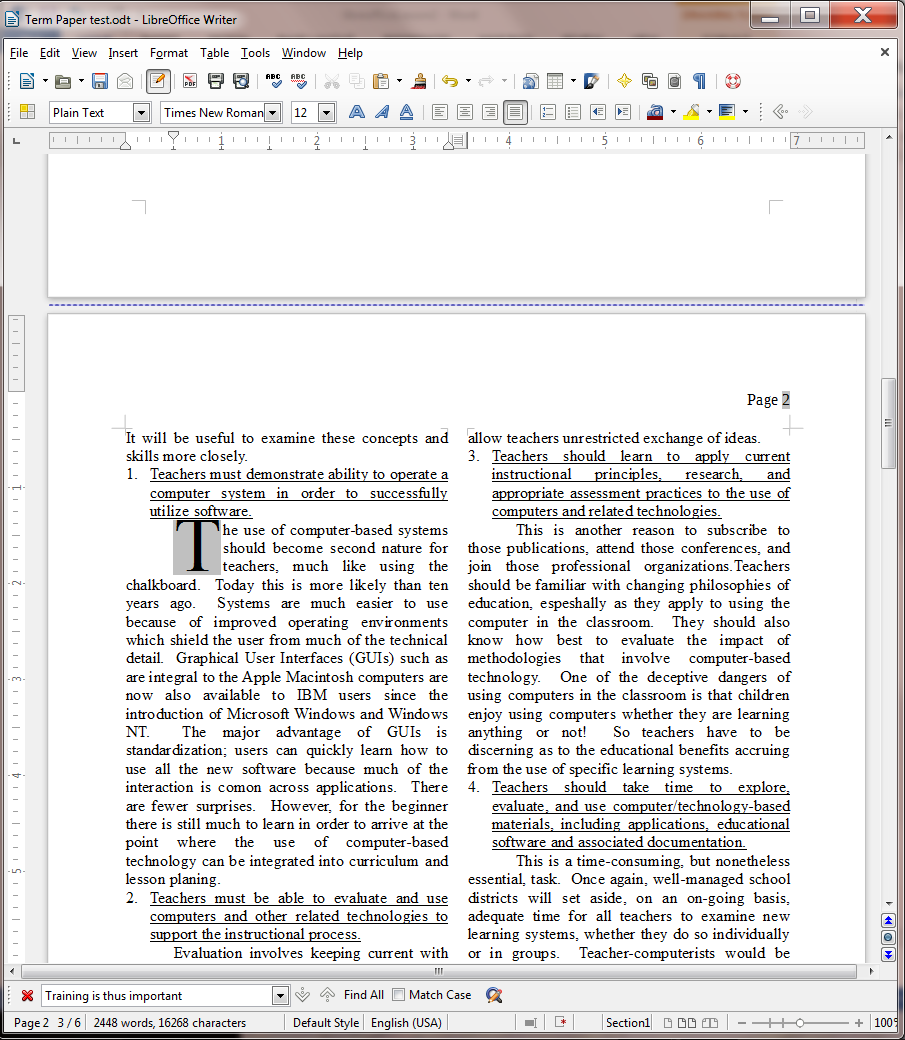 Term Paper test.odt - LibreOffice Writer
File Edit View Insert Format Table Tools Window Help
Plain Text Times New Roman 12
1 1 2 3 4 5 6 7
Page 2
It will be useful to examine these concepts and
skills more closely.
1. Teachers must demonstrate ability to operate a
computer system in order to successfully
utilize software.
The use of computer-based systems
should become second nature for
teachers, much like using the
chalkboard. Today this is more likely than ten
years ago. Systems are much easier to use
because of improved operating environments
which shield the user from much of the technical
detail. Graphical User Interfaces (GUIs) such as
are integral to the Apple Macintosh computers are
now also available to IBM users since the
introduction of Microsoft Windows and Windows
NT. The major advantage of GUIs is
standardization; users can quickly learn how to
use all the new software because much of the
interaction is comon across applications. There
are fewer surprises. However, for the beginner
there is still much to learn in order to arrive at the
point where the use of computer-based
technology can be integrated into curriculum and
lesson planing.
2. Teachers must be able to evaluate and use
computers and other related technologies to
support the instructional process.
Evaluation involves keeping current with
allow teachers unrestricted exchange of ideas.
3. Teachers should learn to apply current
instructional principles, research, and
appropriate assessment practices to the use of
computers and related technologies.
This is another reason to subscribe to
those publications, attend those conferences, and
join those professional organizations.Teachers
should be familiar with changing philosophies of
education, espeshally as they apply to using the
computer in the classroom. They should also
know how best to evaluate the impact of
methodologies that involve computer-based
technology. One of the deceptive dangers of
using computers in the classroom is that children
enjoy using computers whether they are learning
anything or not! So teachers have to be
discerning as to the educational benefits accruing
from the use of specific learning systems.
4. Teachers should take time to explore,
evaluate, and use computer/technology-based
materials, including applications, educational
software and associated documentation.
This is a time-consuming, but nonetheless
essential, task. Once again, well-managed school
districts will set aside, on an on-going basis,
adequate time for all teachers to examine new
learning systems, whether they do so individually
or in groups. Teacher-computerists would be
Training is thus important Find All Match Case
Page 2 3 / 6 2448 words, 16268 characters Default Style English (USA) Section1 100%